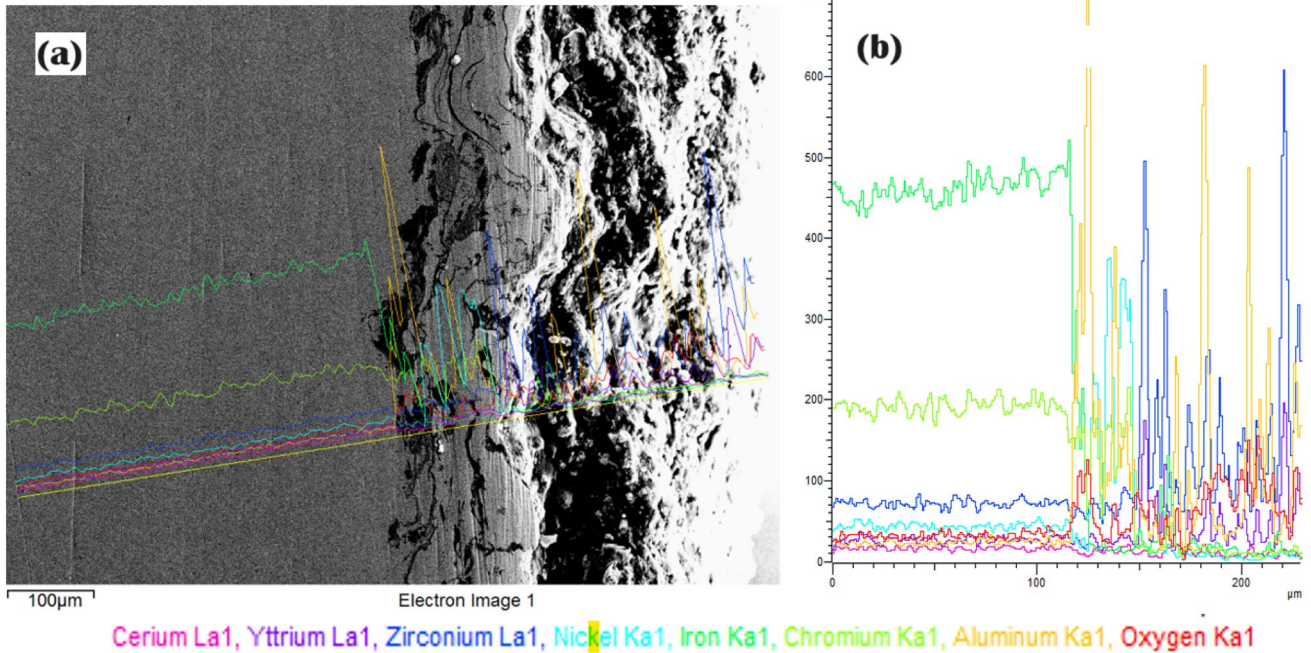 (a)
(b)
600
500
400
300
200
100
0
0 100 200 µm
100µm
Electron Image 1
Cerium La1, Yttrium La1, Zirconium La1, Nickel Ka1, Iron Ka1, Chromium Ka1, Aluminum Ka1, Oxygen Ka1